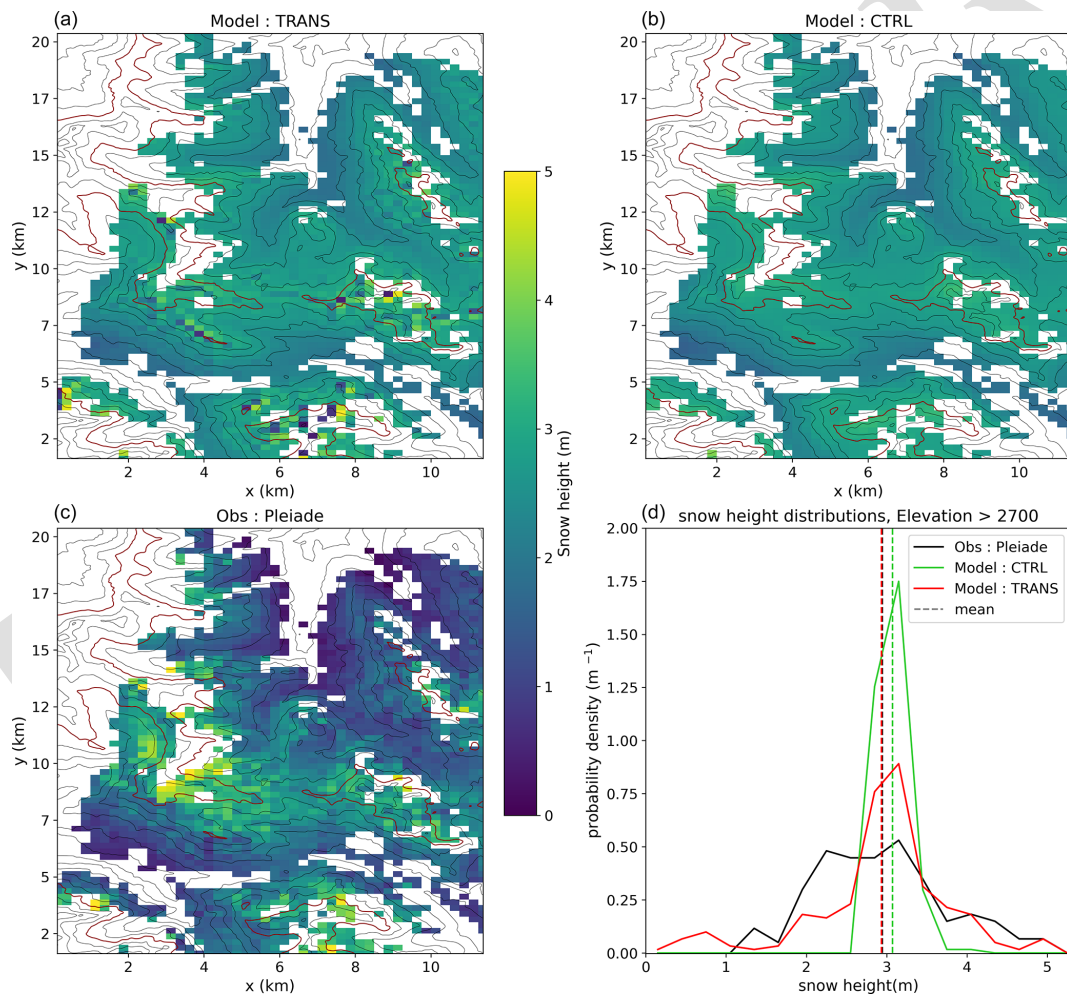 (a) Model : TRANS
20
17
15
12
10
7
5
2
y (km)
2 4 6 8 10
x (km)
(b) Model : CTRL
20
17
15
12
10
7
5
2
y (km)
2 4 6 8 10
x (km)
5
4
3
2
1
0
Snow height (m)
(c) Obs : Pleiade
20
17
15
12
10
7
5
2
y (km)
2 4 6 8 10
x (km)
(d) snow height distributions, Elevation > 2700
2.00
1.75
1.50
1.25
1.00
0.75
0.50
0.25
0.00
probability density (m⁻¹)
Obs : Pleiade
Model : CTRL
Model : TRANS
mean
0 1 2 3 4 5
snow height(m)